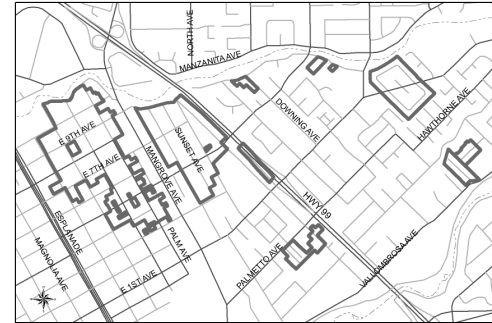 NORTH AVE
MANZANITA AVE
DOWNING AVE
HAWTHORNE AVE
E 9TH AVE
E 7TH AVE
SUNSET AVE
MANGROVE AVE
ESPLANADE
MAGNOLIA AVE
PALM AVE
E 1ST AVE
HWY 99
PALMETTO AVE
VALLOMBROSA AVE